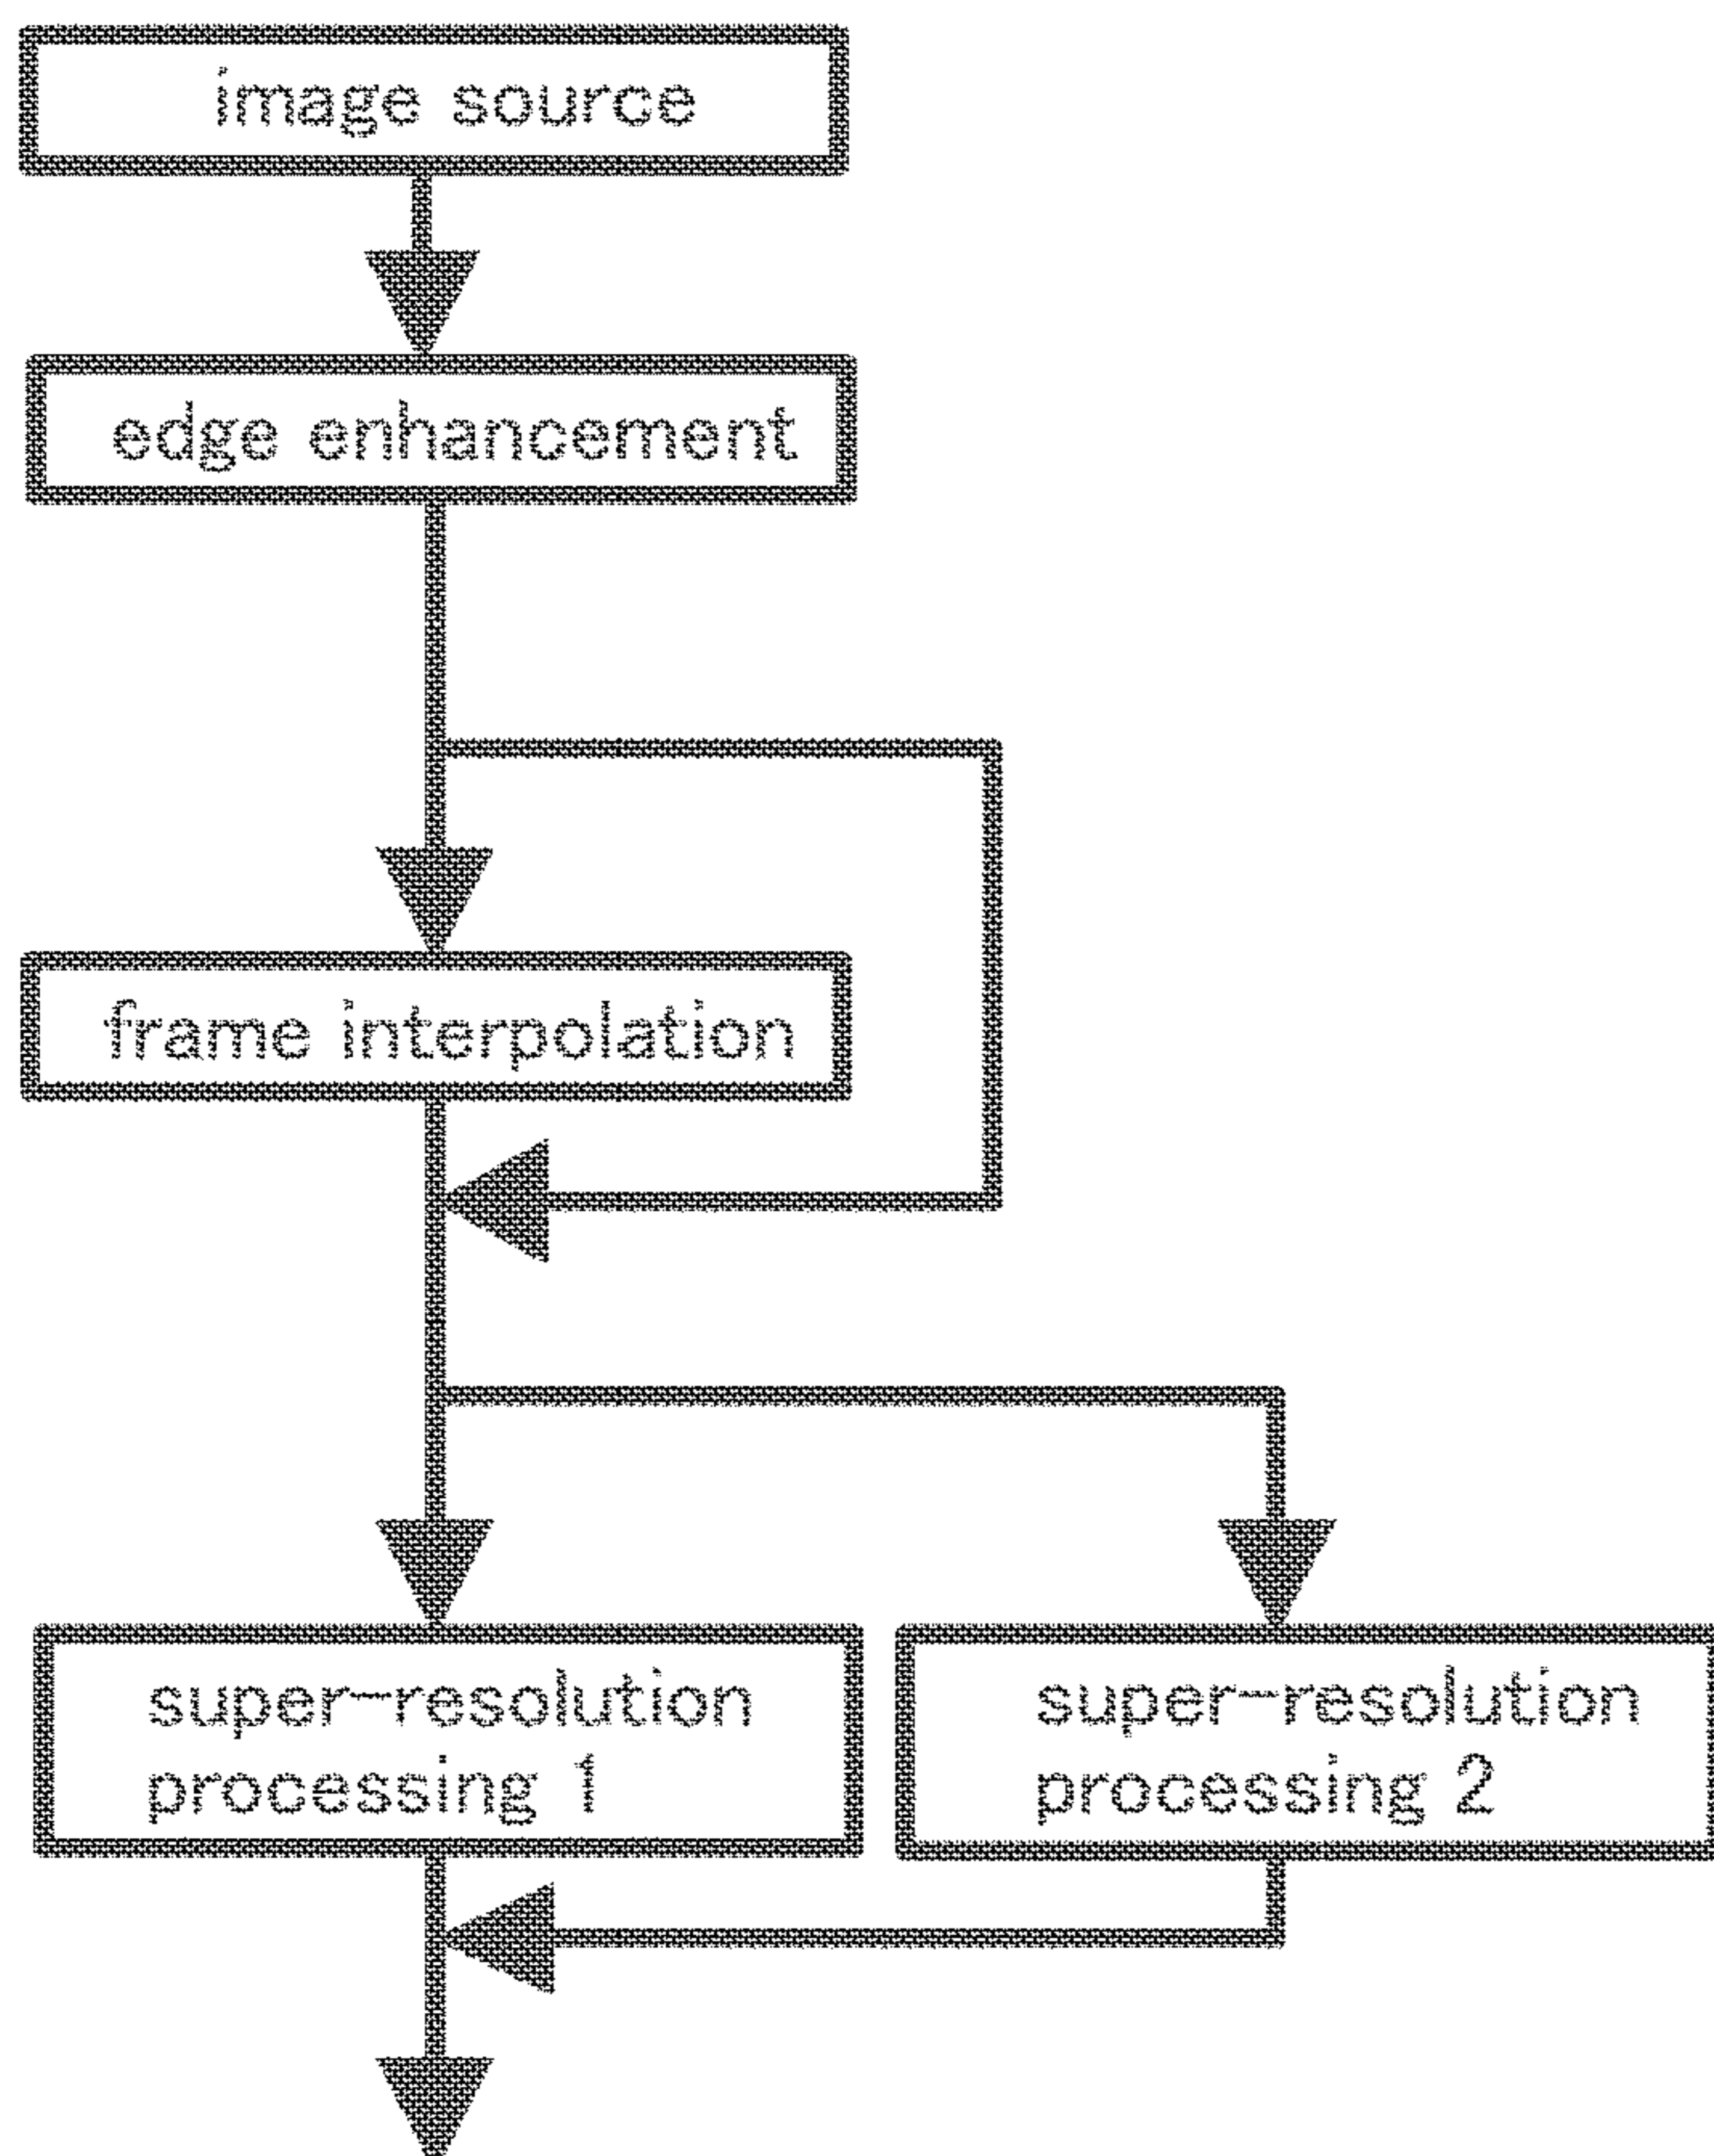 image source
edge enhancement
frame interpolation
super-resolution
processing 1
super-resolution
processing 2